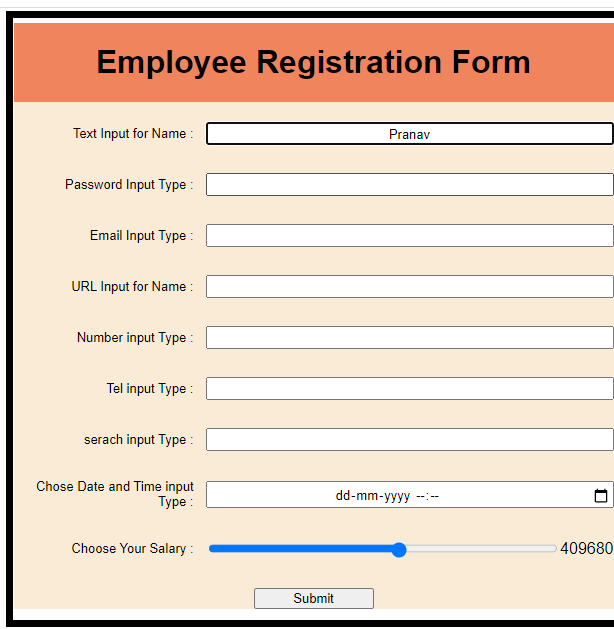 Employee Registration Form
Text Input for Name :
Pranav
Password Input Type :
Email Input Type :
URL Input for Name :
Number input Type :
Tel input Type :
serach input Type :
Chose Date and Time input
Type :
dd-mm-yyyy --:--
Choose Your Salary :
409680
Submit